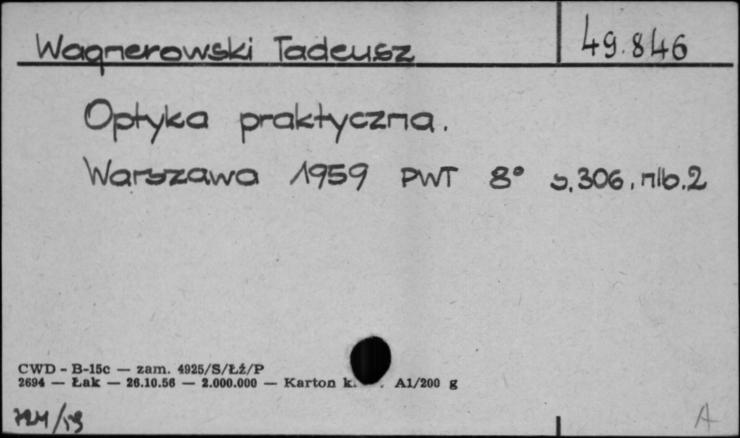 Wagnerowski Tadeusz 49.846
Optyka praktyczna.
Warszawa 1959 PWT 8° s. 306, nlb. 2
CWD - B-15c — zam. 4925/S/Łź/P
2694 — Łak — 26.10.56 — 2.000.000 — Karton k. . A1/200 g
A